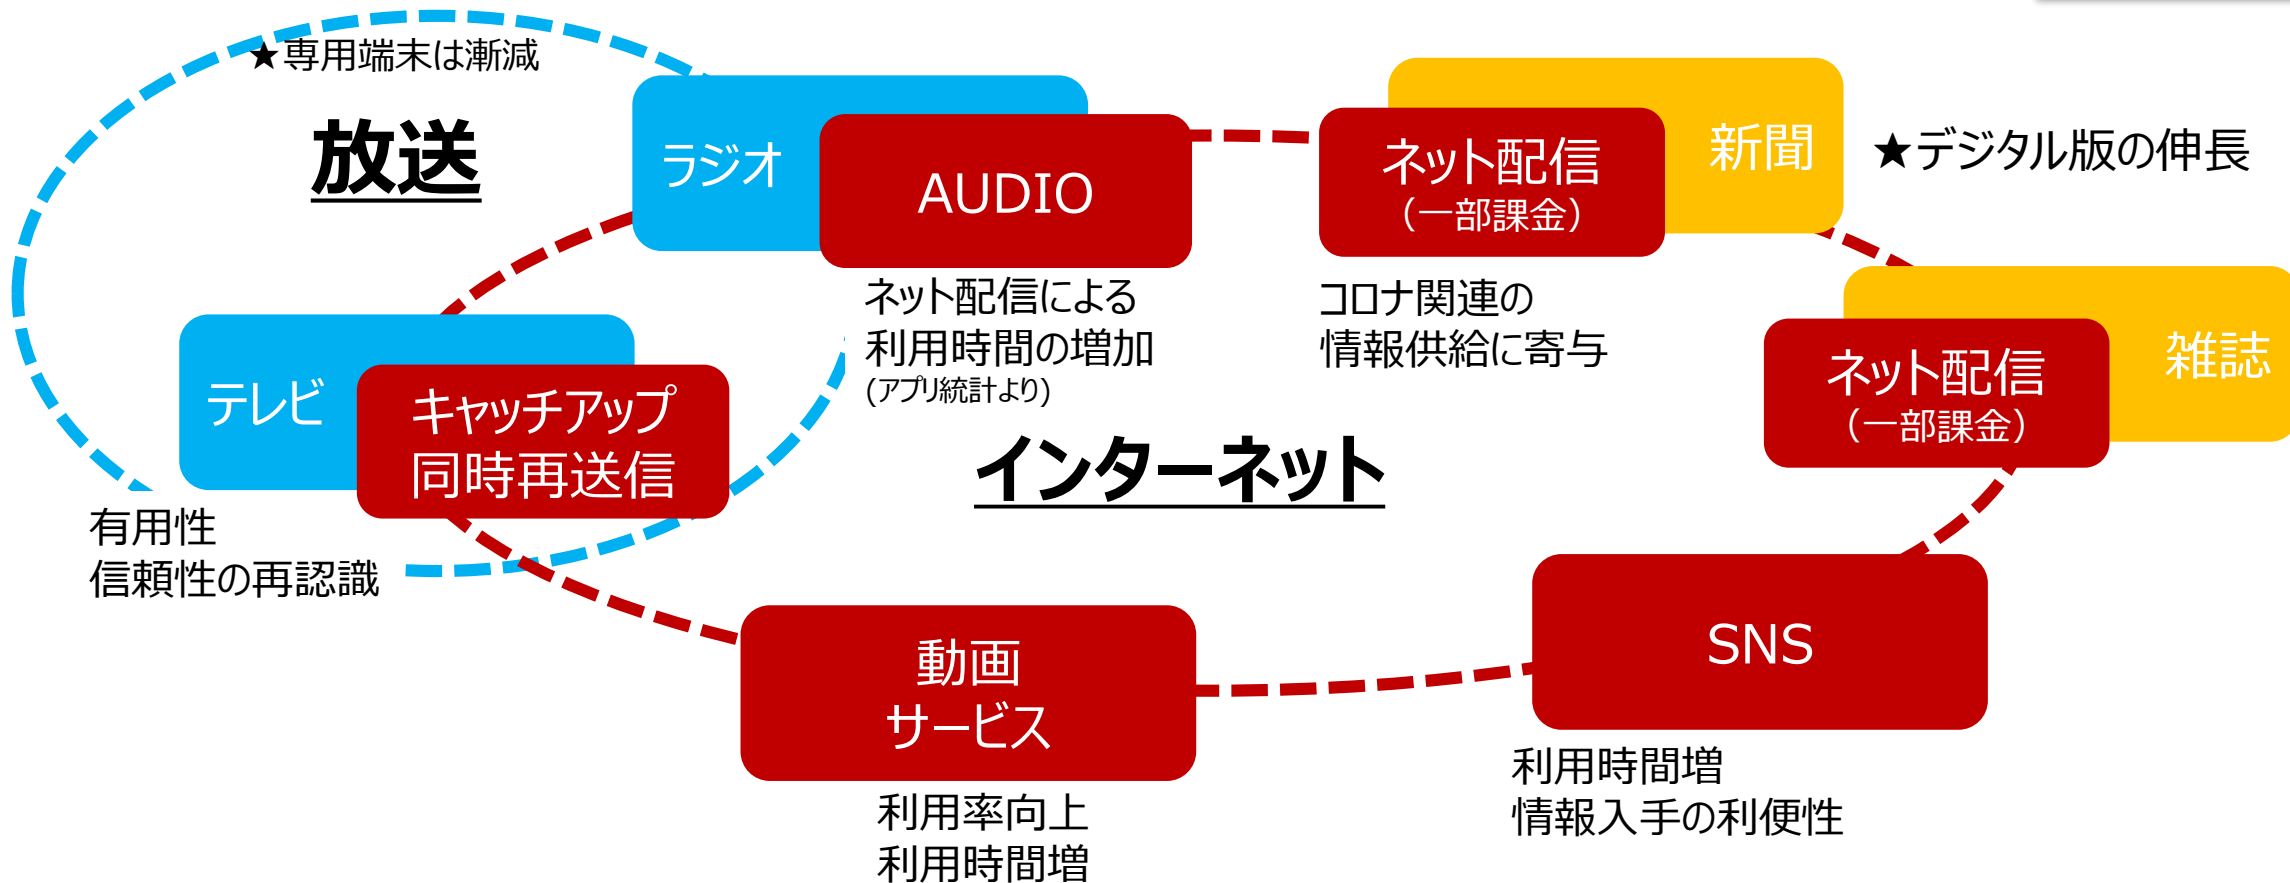 ★専用端末は漸減
放送
ラジオ
AUDIO
ネット配信による
利用時間の増加
(アプリ統計より)
ネット配信
（一部課金）
新聞
★デジタル版の伸長
コロナ関連の
情報供給に寄与
ネット配信
（一部課金）
雑誌
テレビ
キャッチアップ
同時再送信
有用性
信頼性の再認識
インターネット
動画
サービス
利用率向上
利用時間増
SNS
利用時間増
情報入手の利便性